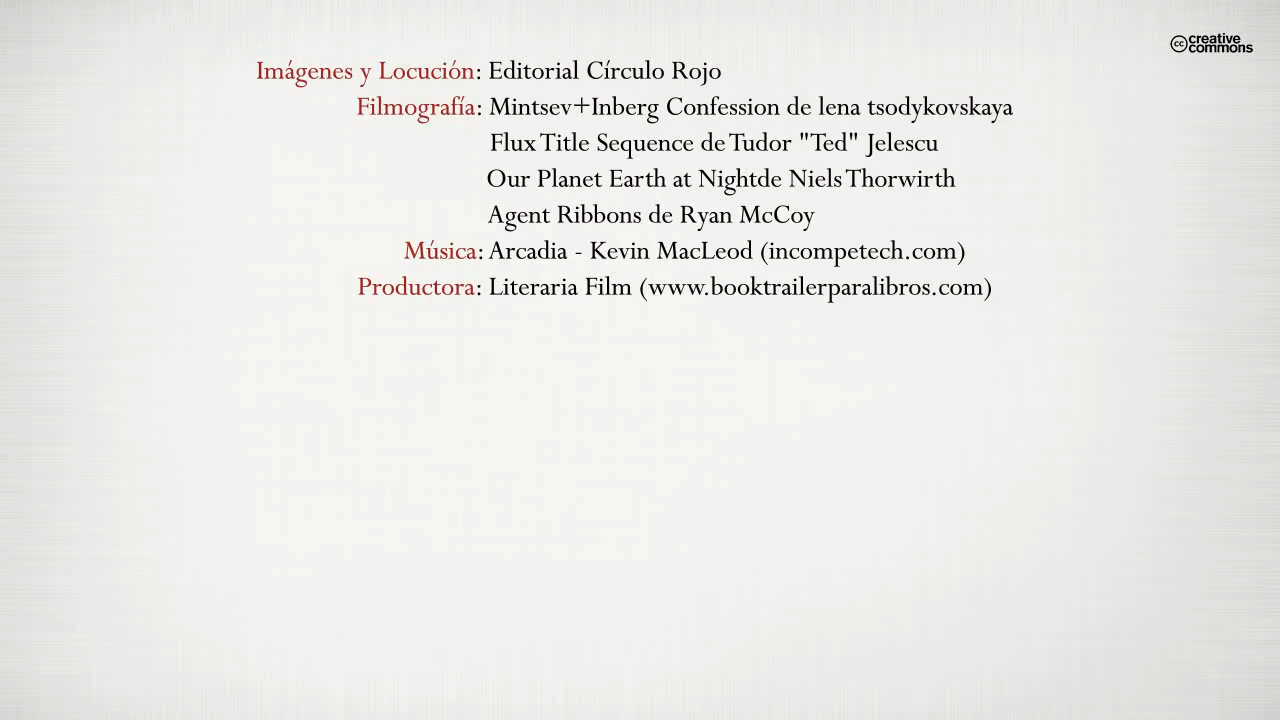 cc creative
commons
Imágenes y Locución: Editorial Círculo Rojo
Filmografía: Mintsev+Inberg Confession de lena tsodykovskaya
Flux Title Sequence de Tudor "Ted" Jelescu
Our Planet Earth at Nightde Niels Thorwirth
Agent Ribbons de Ryan McCoy
Música: Arcadia - Kevin MacLeod (incompetech.com)
Productora: Literaria Film (www.booktrailerparalibros.com)